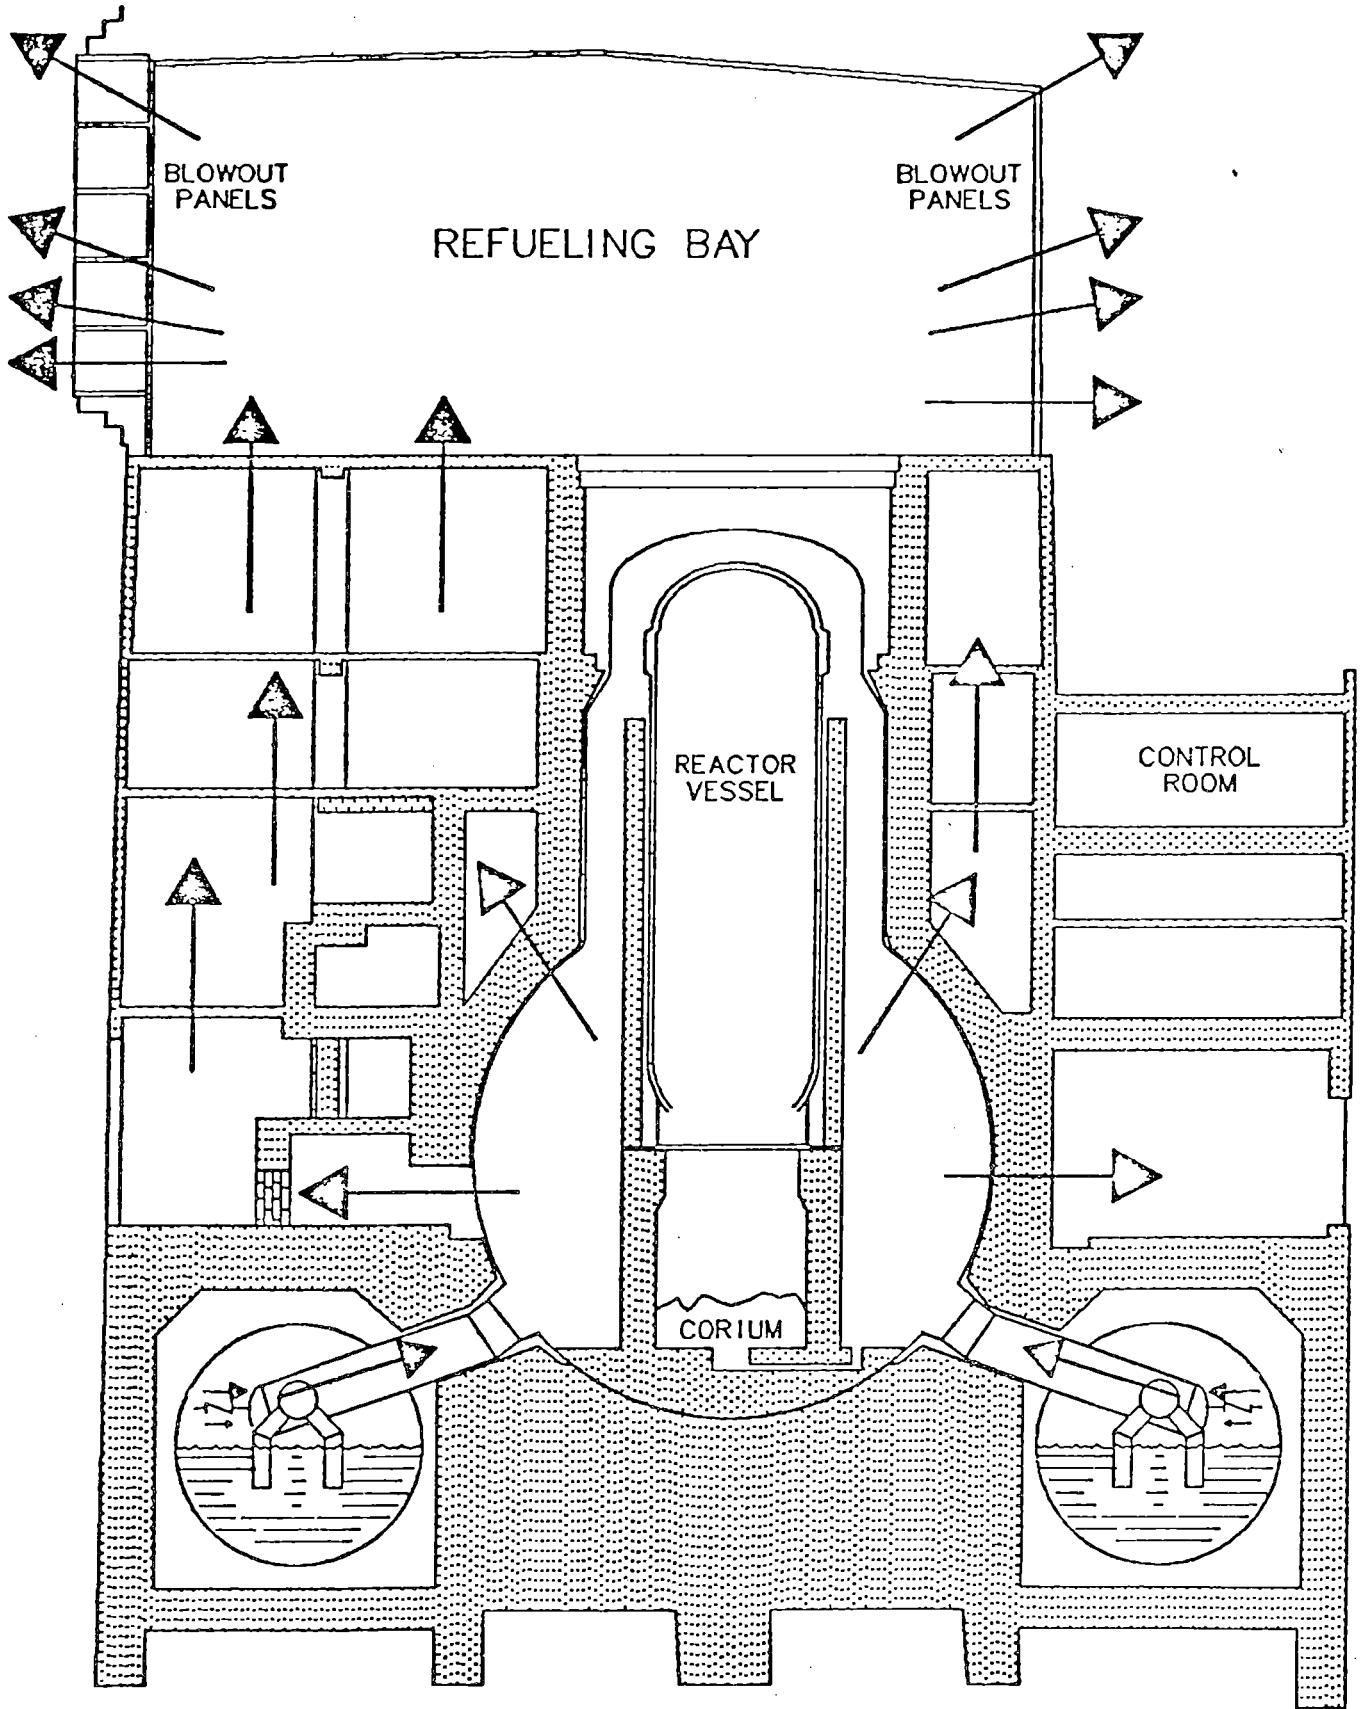 BLOWOUT
PANELS
BLOWOUT
PANELS
REFUELING BAY
REACTOR
VESSEL
CONTROL
ROOM
CORIUM